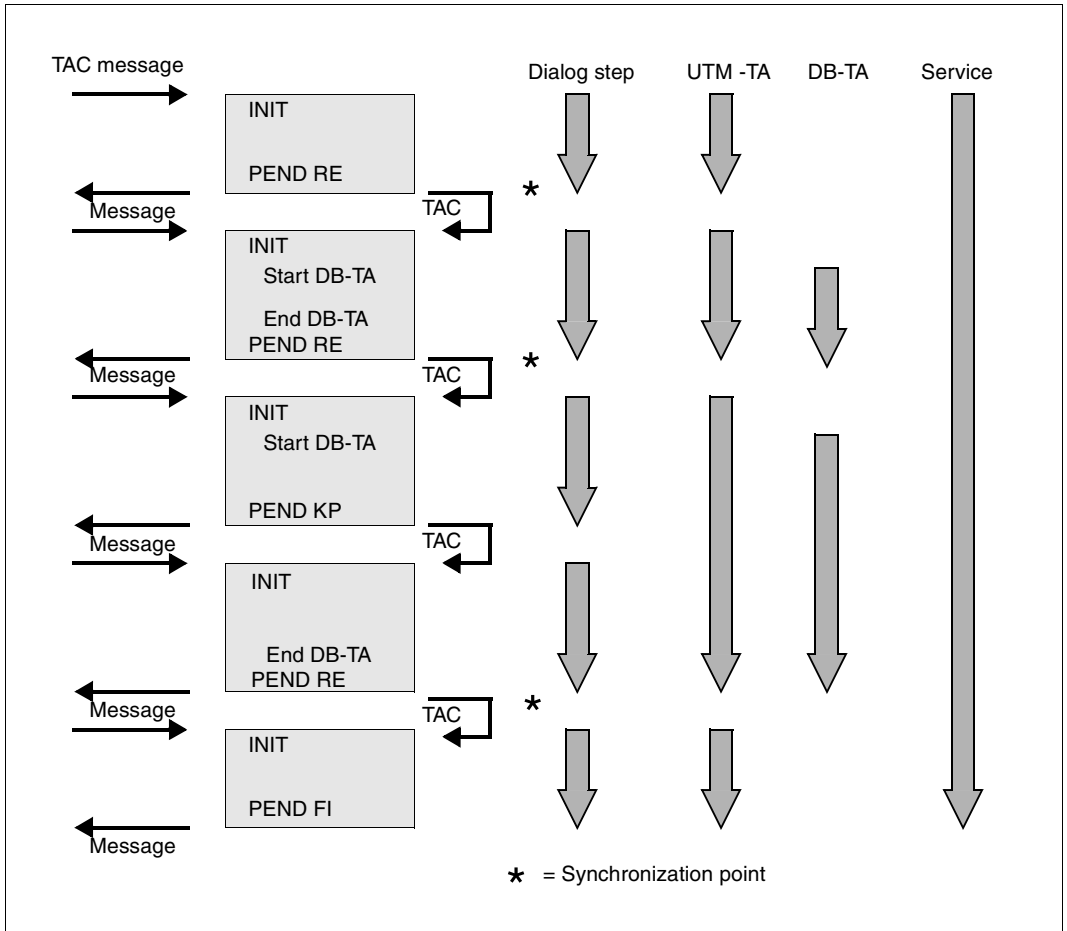 TAC message
Dialog step
UTM -TA
DB-TA
Service
INIT
PEND RE
*
Message
TAC
INIT
Start DB-TA
End DB-TA
PEND RE
*
Message
TAC
INIT
Start DB-TA
PEND KP
Message
TAC
INIT
End DB-TA
PEND RE
*
Message
TAC
INIT
PEND FI
Message
* = Synchronization point